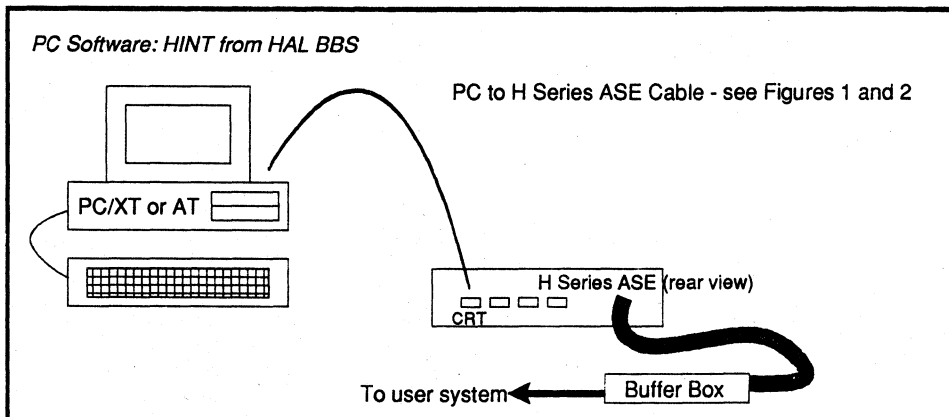 PC Software: HINT from HAL BBS
PC to H Series ASE Cable - see Figures 1 and 2
PC/XT or AT
H Series ASE (rear view)
CRT
To user system
Buffer Box